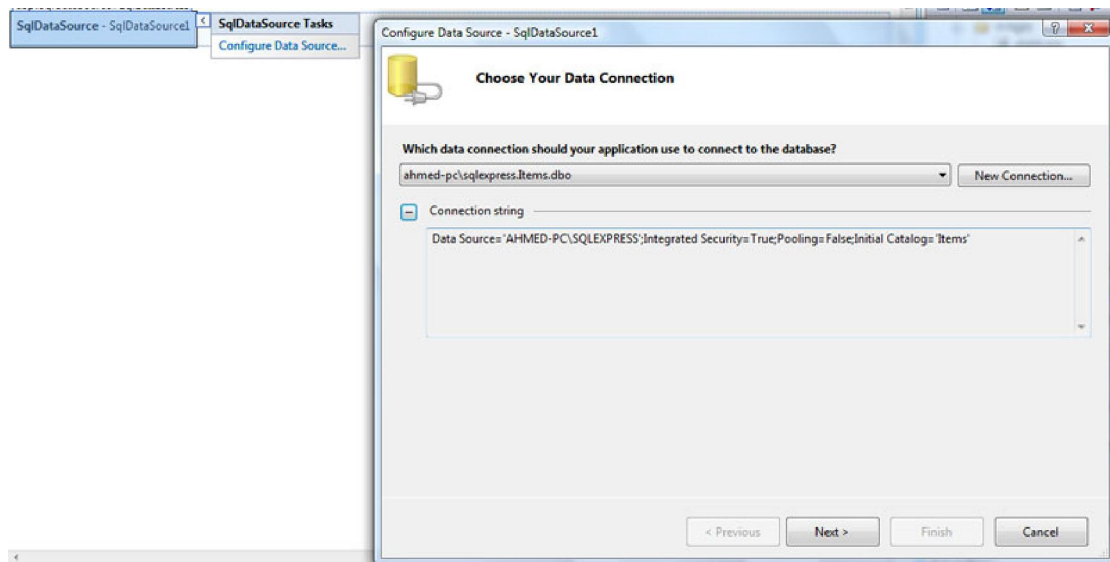 SqlDataSource - SqlDataSource1
SqlDataSource Tasks
Configure Data Source...
Configure Data Source - SqlDataSource1
Choose Your Data Connection
Which data connection should your application use to connect to the database?
ahmed-pc\sqlexpress.Items.dbo
New Connection...
Connection string
Data Source='AHMED-PC\SQLEXPRESS';Integrated Security=True;Pooling=False;Initial Catalog='Items'
< Previous
Next >
Finish
Cancel